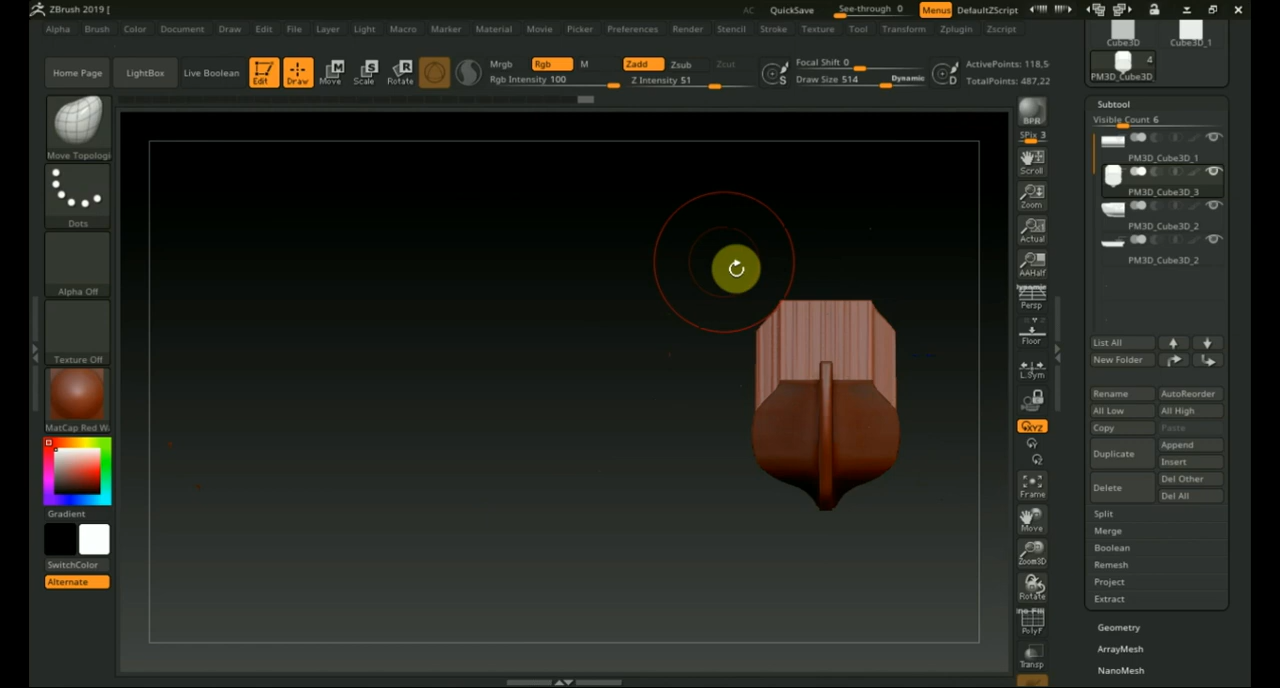 ZBrush 2019 [
AC QuickSave See-through 0 Menus DefaultZScript
Alpha Brush Color Document Draw Edit File Layer Light Macro Marker Material Movie Picker Preferences Render Stencil Stroke Texture Tool Transform Zplugin Zscript
Home Page LightBox Live Boolean Edit Draw Move Scale Rotate
Mrgb Rgb M Zadd Zsub Zcut Focal Shift 0 ActivePoints: 118,5
Rgb Intensity 100 Z Intensity 51 Draw Size 514 Dynamic TotalPoints: 487,22
S D
Move Topologi
Dots
Alpha Off
Texture Off
MatCap Red W
Gradient
SwitchColor
Alternate
BPR
SPix 3
Scroll
Zoom
Actual
AAHalf
Persp
Floor
L.Sym
XYZ
Frame
Move
Zoom3D
Rotate
PolyF
Transp
Cube3D Cube3D_1
4
PM3D_Cube3D
Subtool
Visible Count 6
PM3D_Cube3D_1
PM3D_Cube3D_3
PM3D_Cube3D_2
PM3D_Cube3D_2
List All
New Folder
Rename AutoReorder
All Low All High
Copy Paste
Duplicate Append
Insert
Delete Del Other
Del All
Split
Merge
Boolean
Remesh
Project
Extract
Geometry
ArrayMesh
NanoMesh